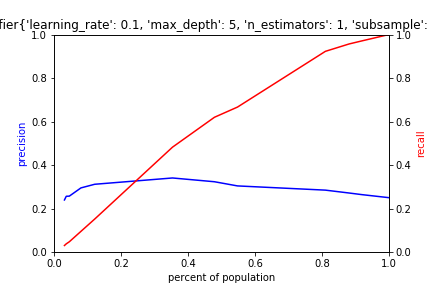 fier{'learning_rate': 0.1, 'max_depth': 5, 'n_estimators': 1, 'subsample':
1.0
0.8
0.6
0.4
0.2
0.0
precision
0.0 0.2 0.4 0.6 0.8 1.0
percent of population
1.0
0.8
0.6
0.4
0.2
0.0
recall